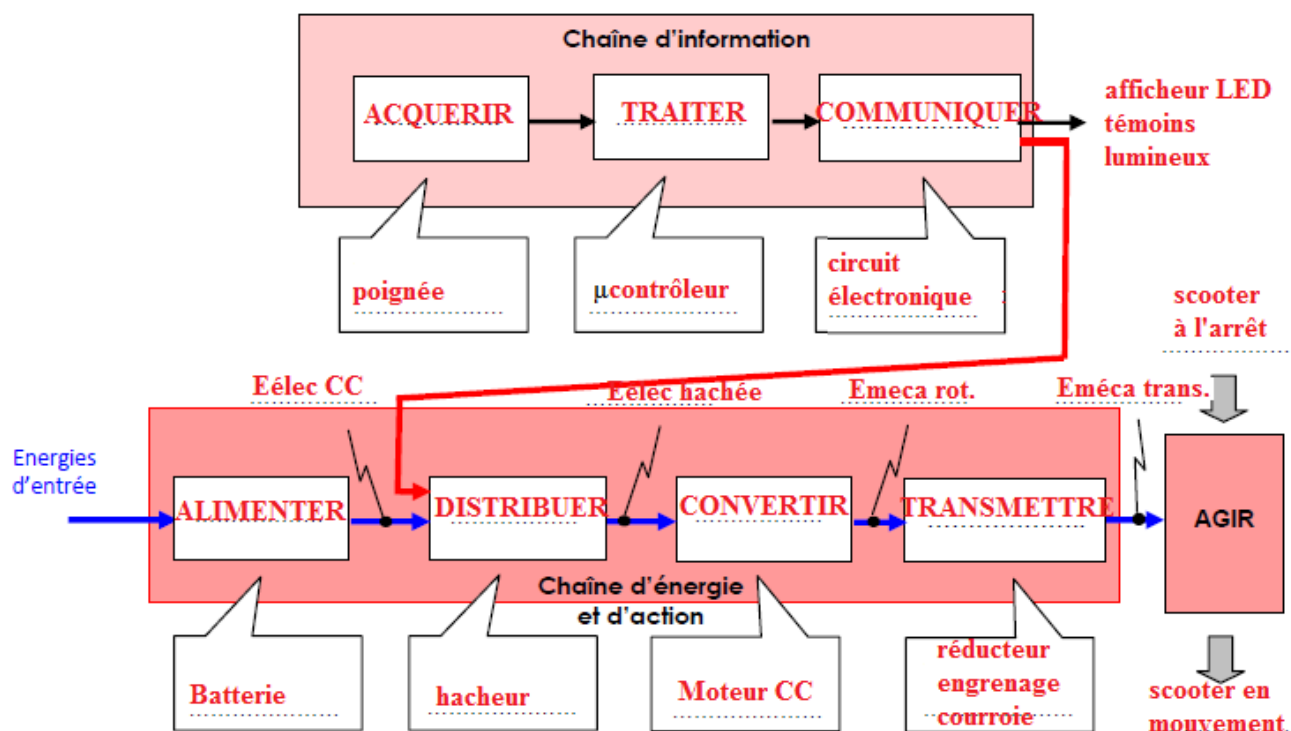 Chaîne d'information
ACQUERIR
TRAITER
COMMUNIQUER
afficheur LED
témoins
lumineux
poignée
µcontrôleur
circuit
électronique :
scooter
à l'arrêt
Eélec CC
Eélec hachée
Emeca rot.
Eméca trans.
Energies
d'entrée
ALIMENTER
DISTRIBUER
CONVERTIR
TRANSMETTRE
AGIR
Chaîne d'énergie
et d'action
Batterie
hacheur
Moteur CC
réducteur
engrenage
courroie
scooter en
mouvement